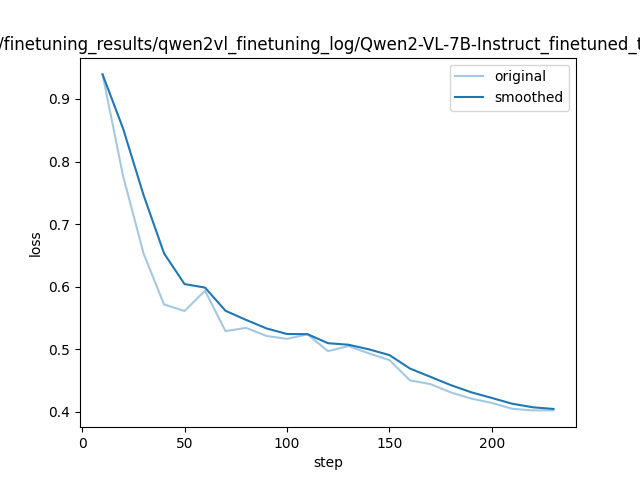 /finetuning_results/qwen2vl_finetuning_log/Qwen2-VL-7B-Instruct_finetuned_t
original
smoothed
0.9
0.8
0.7
0.6
0.5
0.4
loss
0
50
100
150
200
step